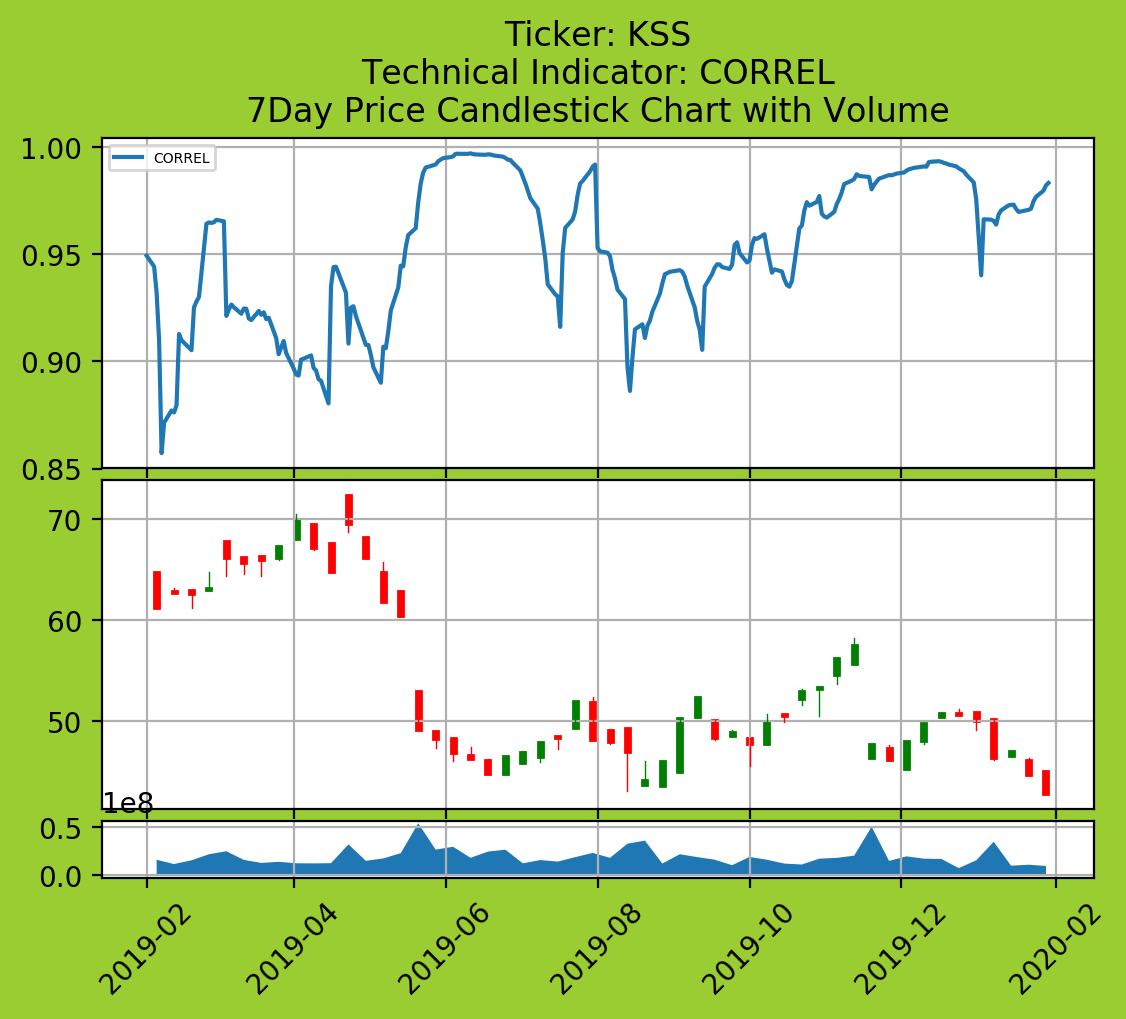 Ticker: KSS
Technical Indicator: CORREL
7Day Price Candlestick Chart with Volume
1.00
CORREL
0.95
0.90
0.85
70
60
50
1e8
0.5
0.0
2019-02 2019-04 2019-06 2019-08 2019-10 2019-12 2020-02